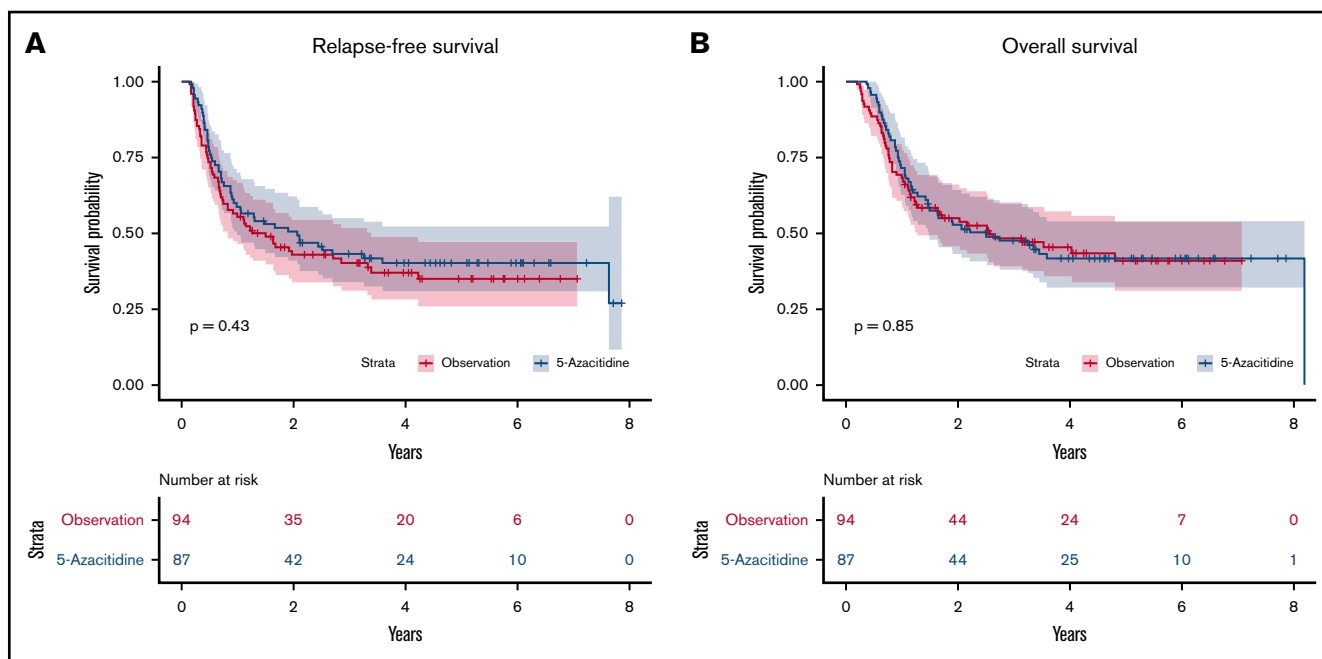 A
Relapse-free survival
1.00
0.75
0.50
0.25
0.00
Survival probability
p = 0.43
Strata Observation 5-Azacitidine
0 2 4 6 8
Years
Number at risk
Strata
Observation 94 35 20 6 0
5-Azacitidine 87 42 24 10 0
0 2 4 6 8
Years
B
Overall survival
1.00
0.75
0.50
0.25
0.00
Survival probability
p = 0.85
Strata Observation 5-Azacitidine
0 2 4 6 8
Years
Number at risk
Strata
Observation 94 44 24 7 0
5-Azacitidine 87 44 25 10 1
0 2 4 6 8
Years